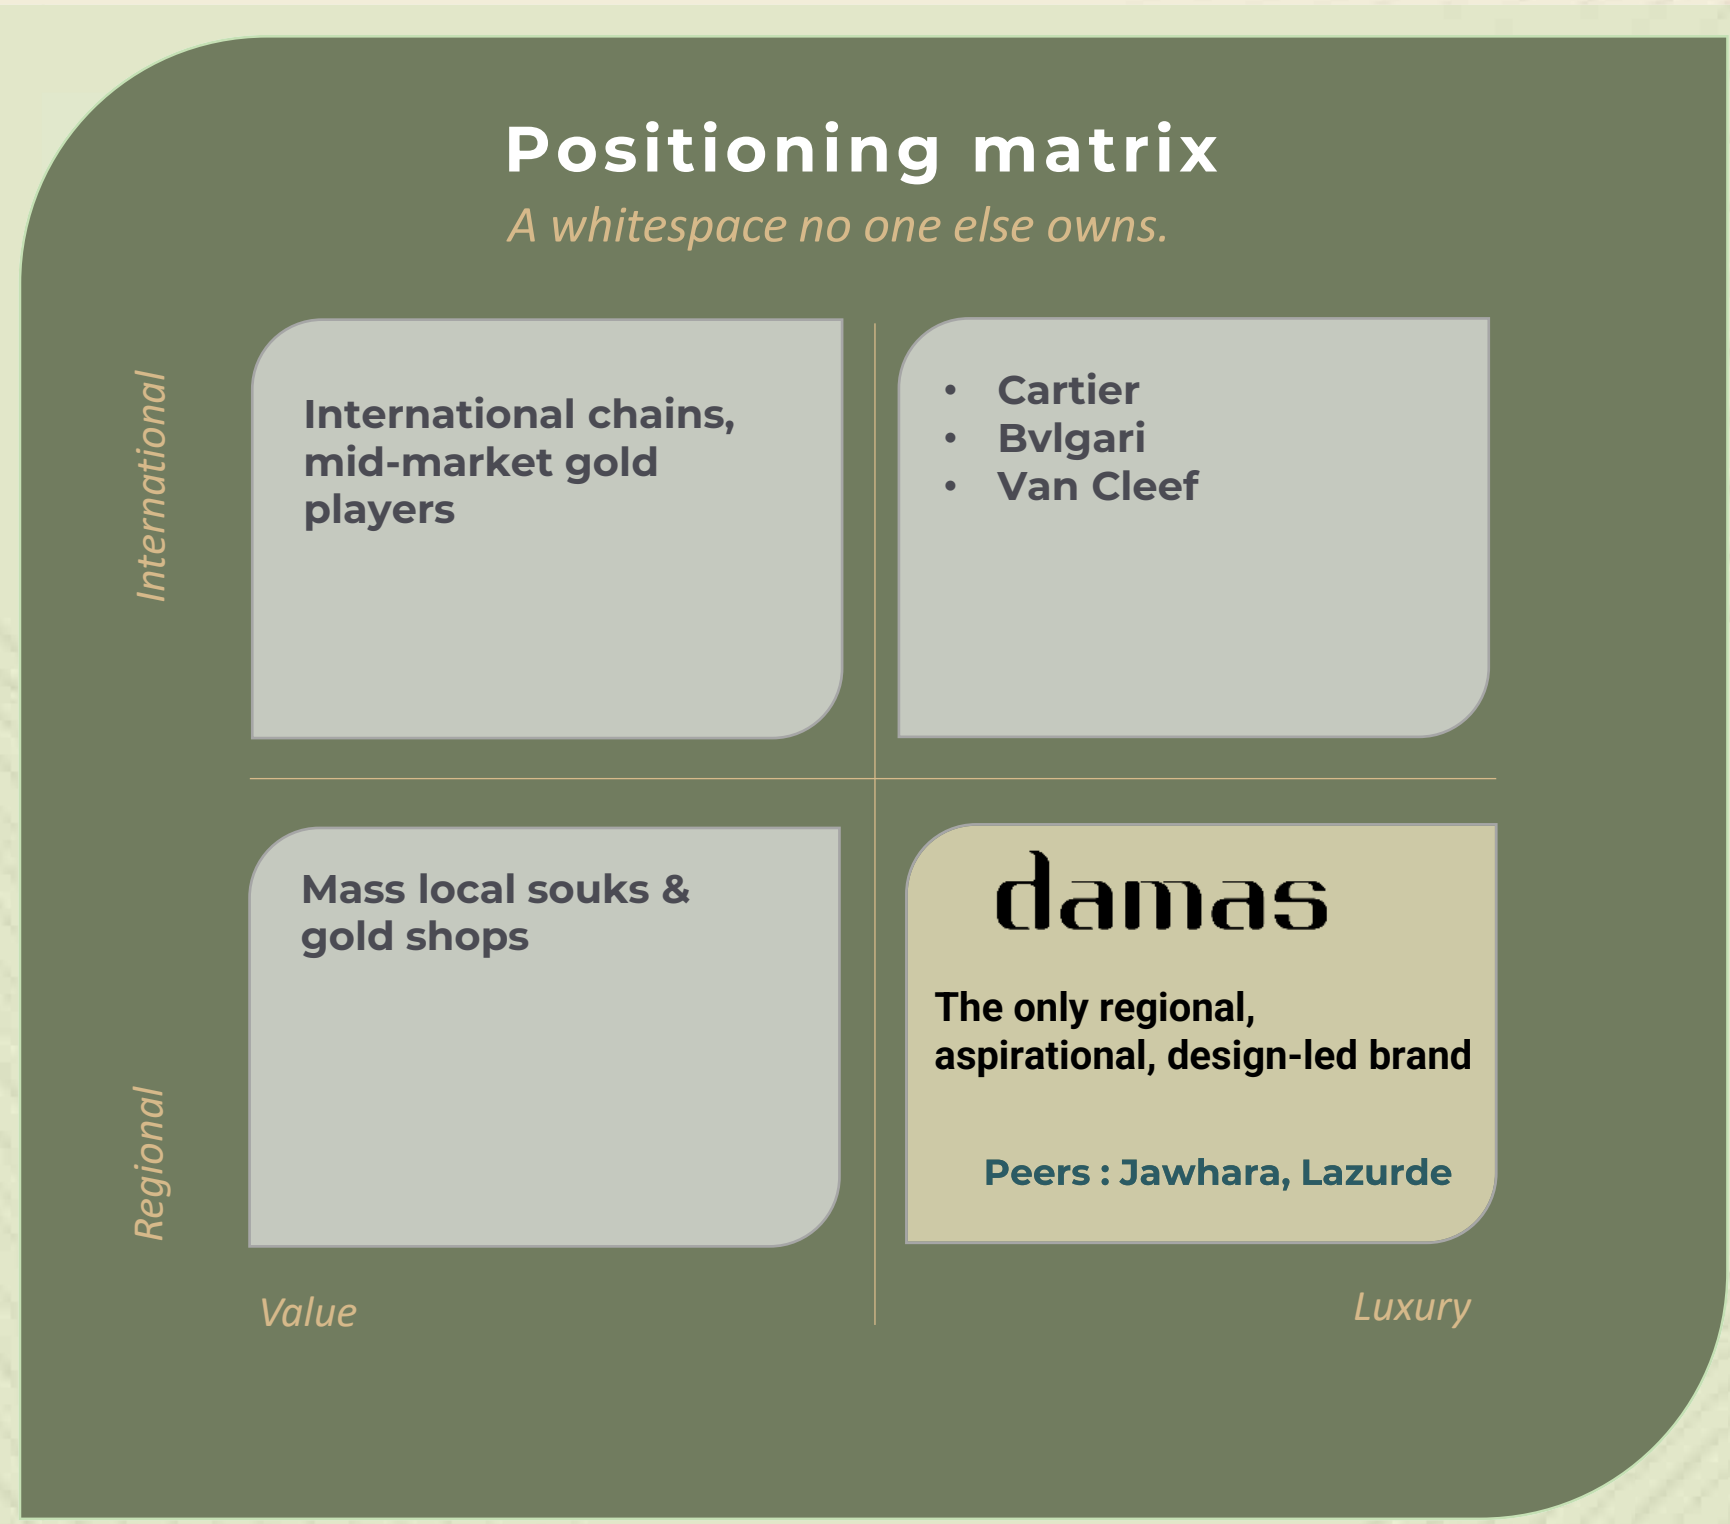 Positioning matrix
A whitespace no one else owns.
International
International chains,
mid-market gold
players
• Cartier
• Bvlgari
• Van Cleef
Regional
Mass local souks &
gold shops
damas
The only regional,
aspirational, design-led brand
Peers : Jawhara, Lazurde
Value
Luxury